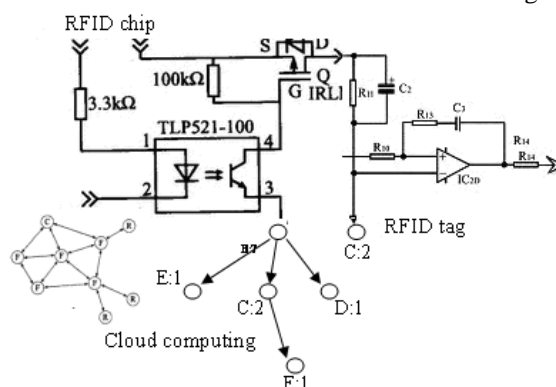 RFID chip
S
D
100kΩ
G
Q
IRLI
3.3kΩ
TLP521-100
1
4
2
3
R11
C2
R13
C3
R10
+
−
IC2D
R14
R14
RFID tag
C:2
C
F
R
F
F
F
F
R
R
E:1
C:2
D:1
Cloud computing
E:1